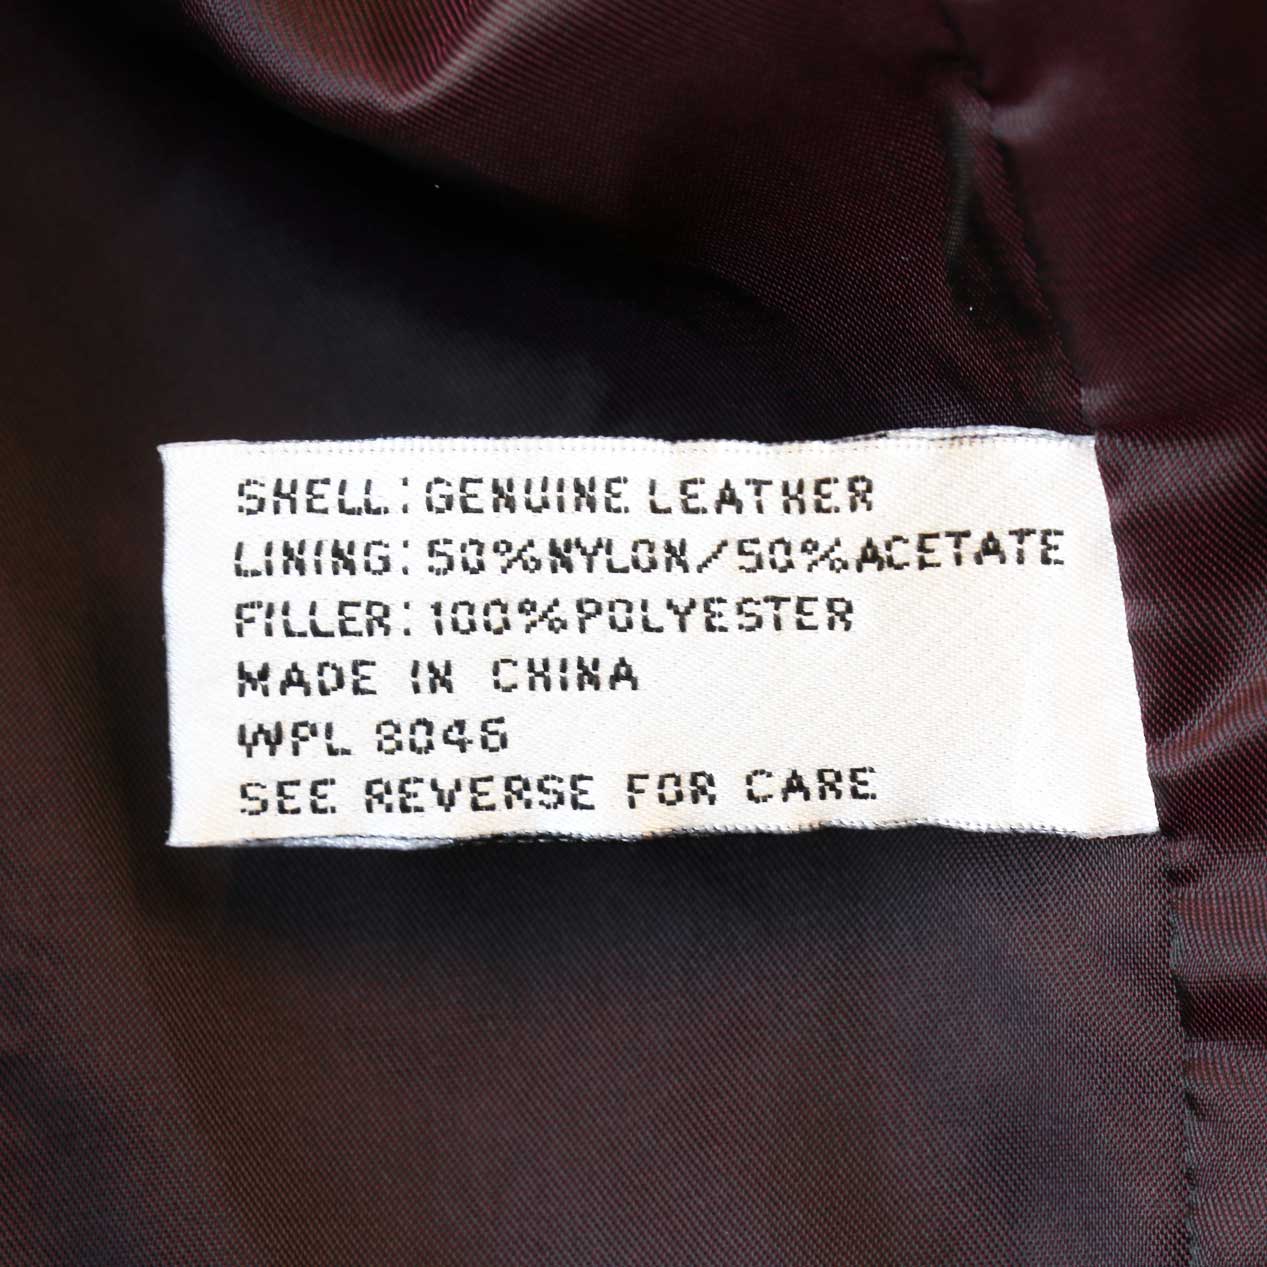 SHELL: GENUINE LEATHER
LINING: 50%NYLON/50%ACETATE
FILLER: 100%POLYESTER
MADE IN CHINA
WPL 8046
SEE REVERSE FOR CARE